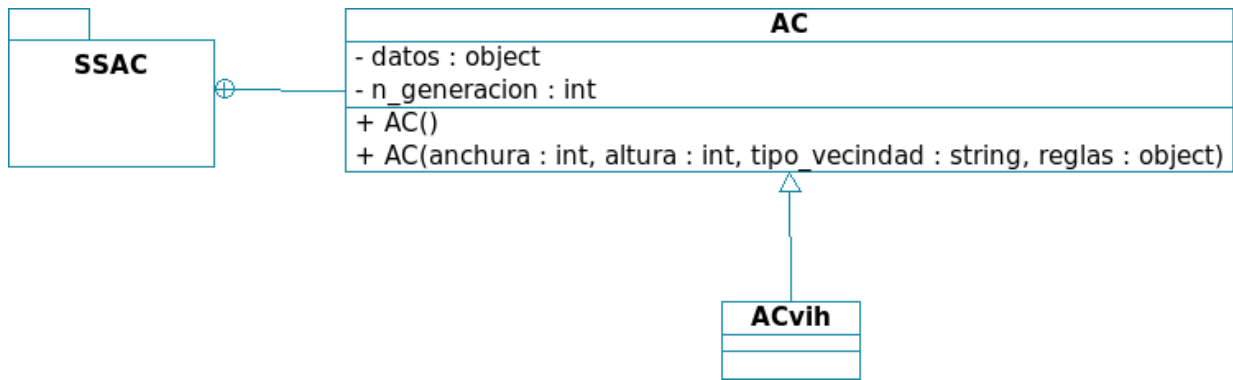 SSAC
AC
- datos : object
- n_generacion : int
+ AC()
+ AC(anchura : int, altura : int, tipo_vecindad : string, reglas : object)
ACvih